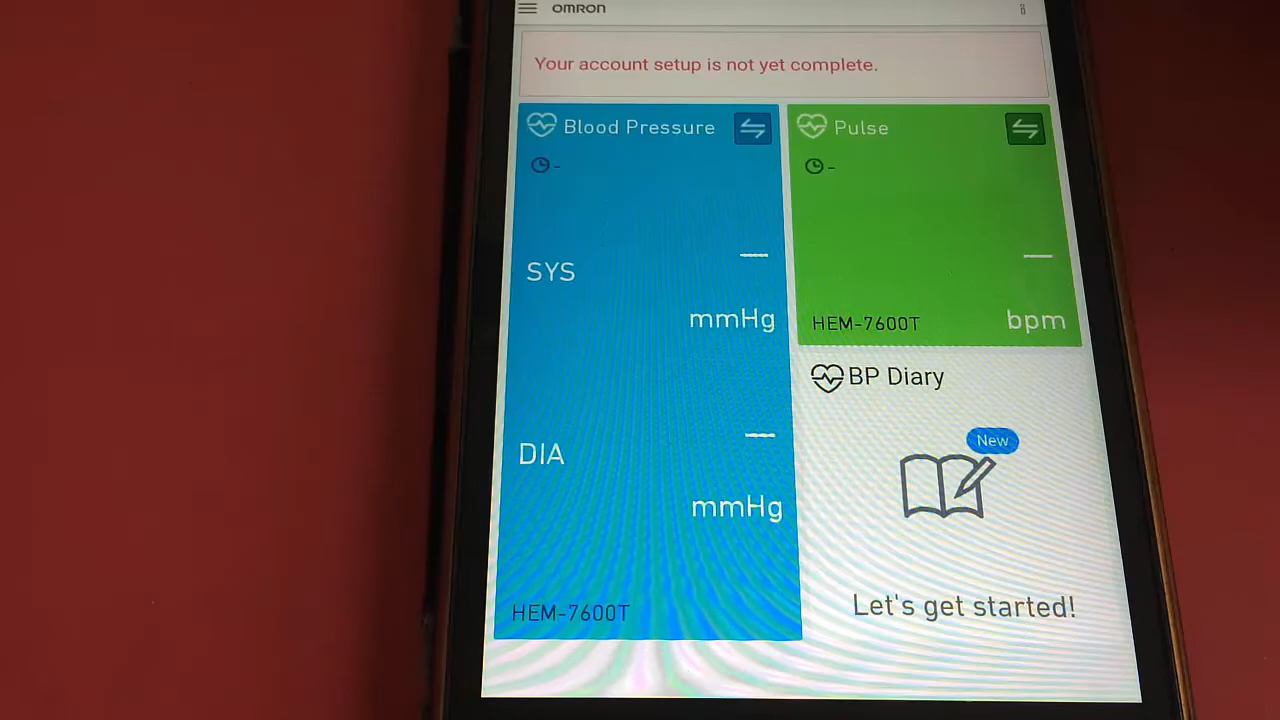 OMRON
Your account setup is not yet complete.
Blood Pressure
-
SYS
mmHg
DIA
mmHg
HEM-7600T
Pulse
-
HEM-7600T
bpm
BP Diary
New
Let's get started!